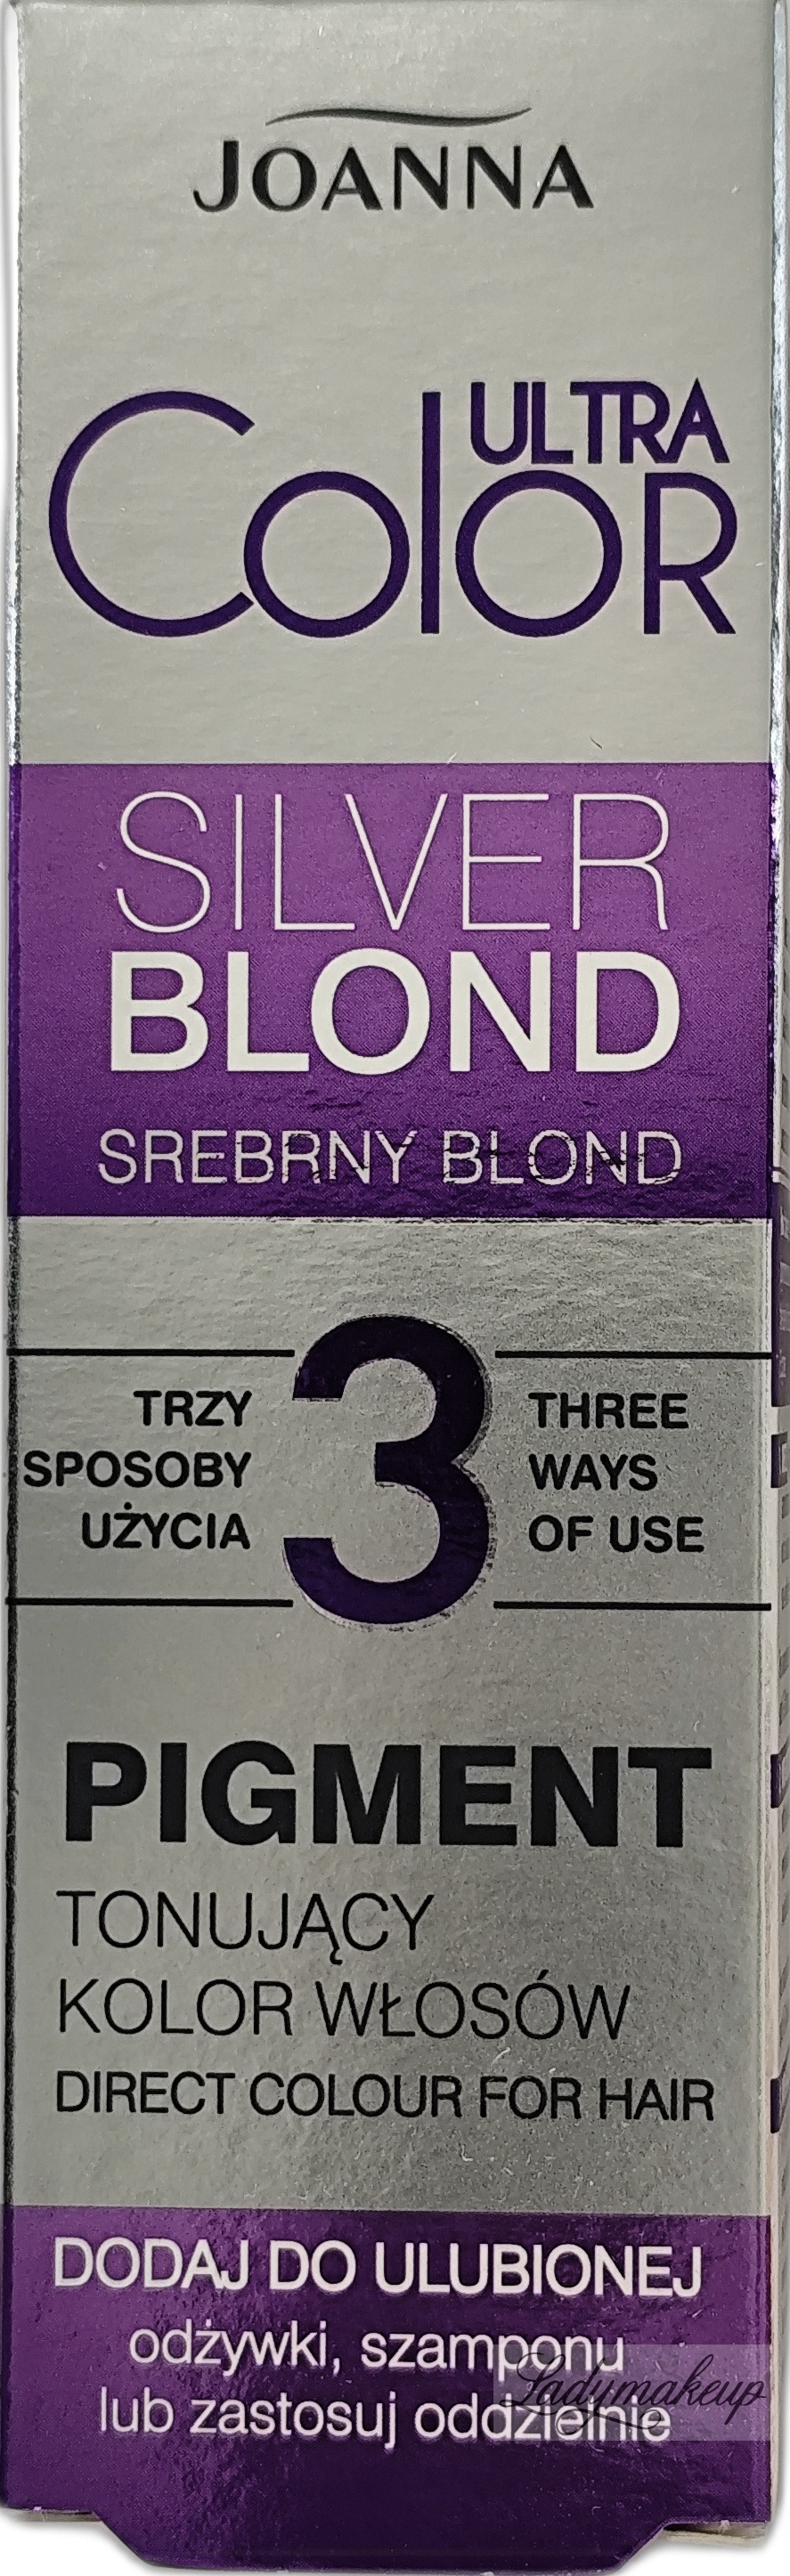 JOANNA
ULTRA
COLOR
COLOR
SILVER
BLOND
SREBRNY BLOND
TRZY
SPOSOBY
UŻYCIA
3
THREE
WAYS
OF USE
PIGMENT
TONUJĄCY
KOLOR WŁOSÓW
DIRECT COLOUR FOR HAIR
DODAJ DO ULUBIONEJ
odżywki, szamponu
lub zastosuj oddzielnie
Ladymakeup